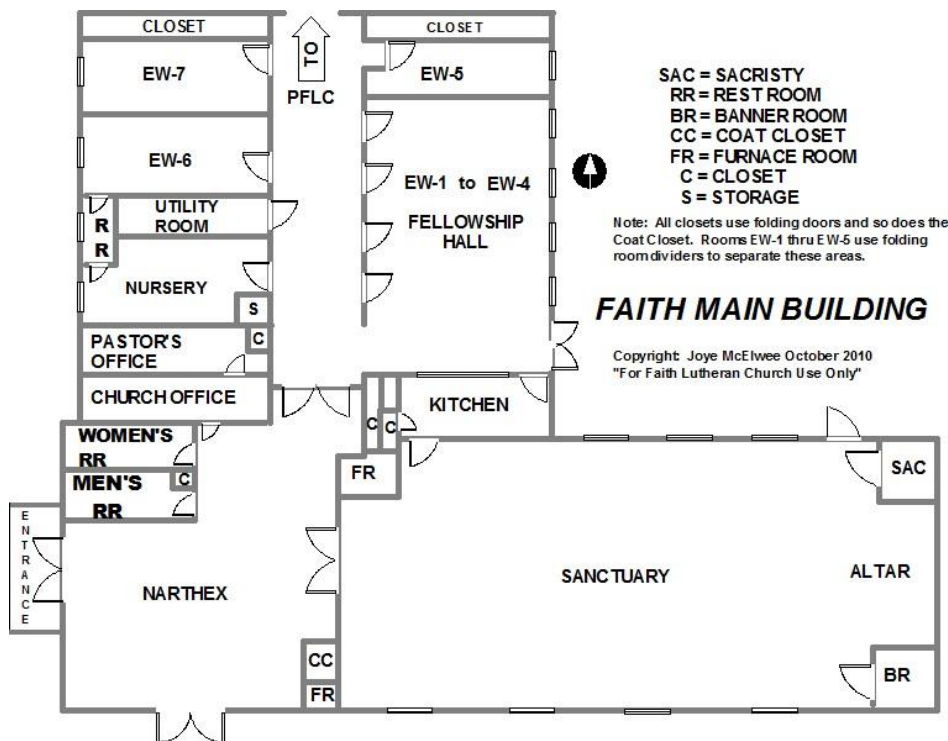 CLOSET
CLOSET
TO
EW-7
EW-5
PFLC
SAC = SACRISTY
RR = REST ROOM
BR = BANNER ROOM
CC = COAT CLOSET
FR = FURNACE ROOM
C = CLOSET
S = STORAGE
EW-6
EW-1 to EW-4
FELLOWSHIP
HALL
Note: All closets use folding doors and so does the
Coat Closet. Rooms EW-1 thru EW-5 use folding
room dividers to separate these areas.
R
R
UTILITY
ROOM
NURSERY
S
FAITH MAIN BUILDING
PASTOR'S
OFFICE
C
Copyright: Joye McElwee October 2010
"For Faith Lutheran Church Use Only"
CHURCH OFFICE
KITCHEN
C
C
WOMEN'S
RR
FR
SAC
MEN'S
RR
C
ENTRANCE
NARTHEX
SANCTUARY
ALTAR
CC
FR
BR